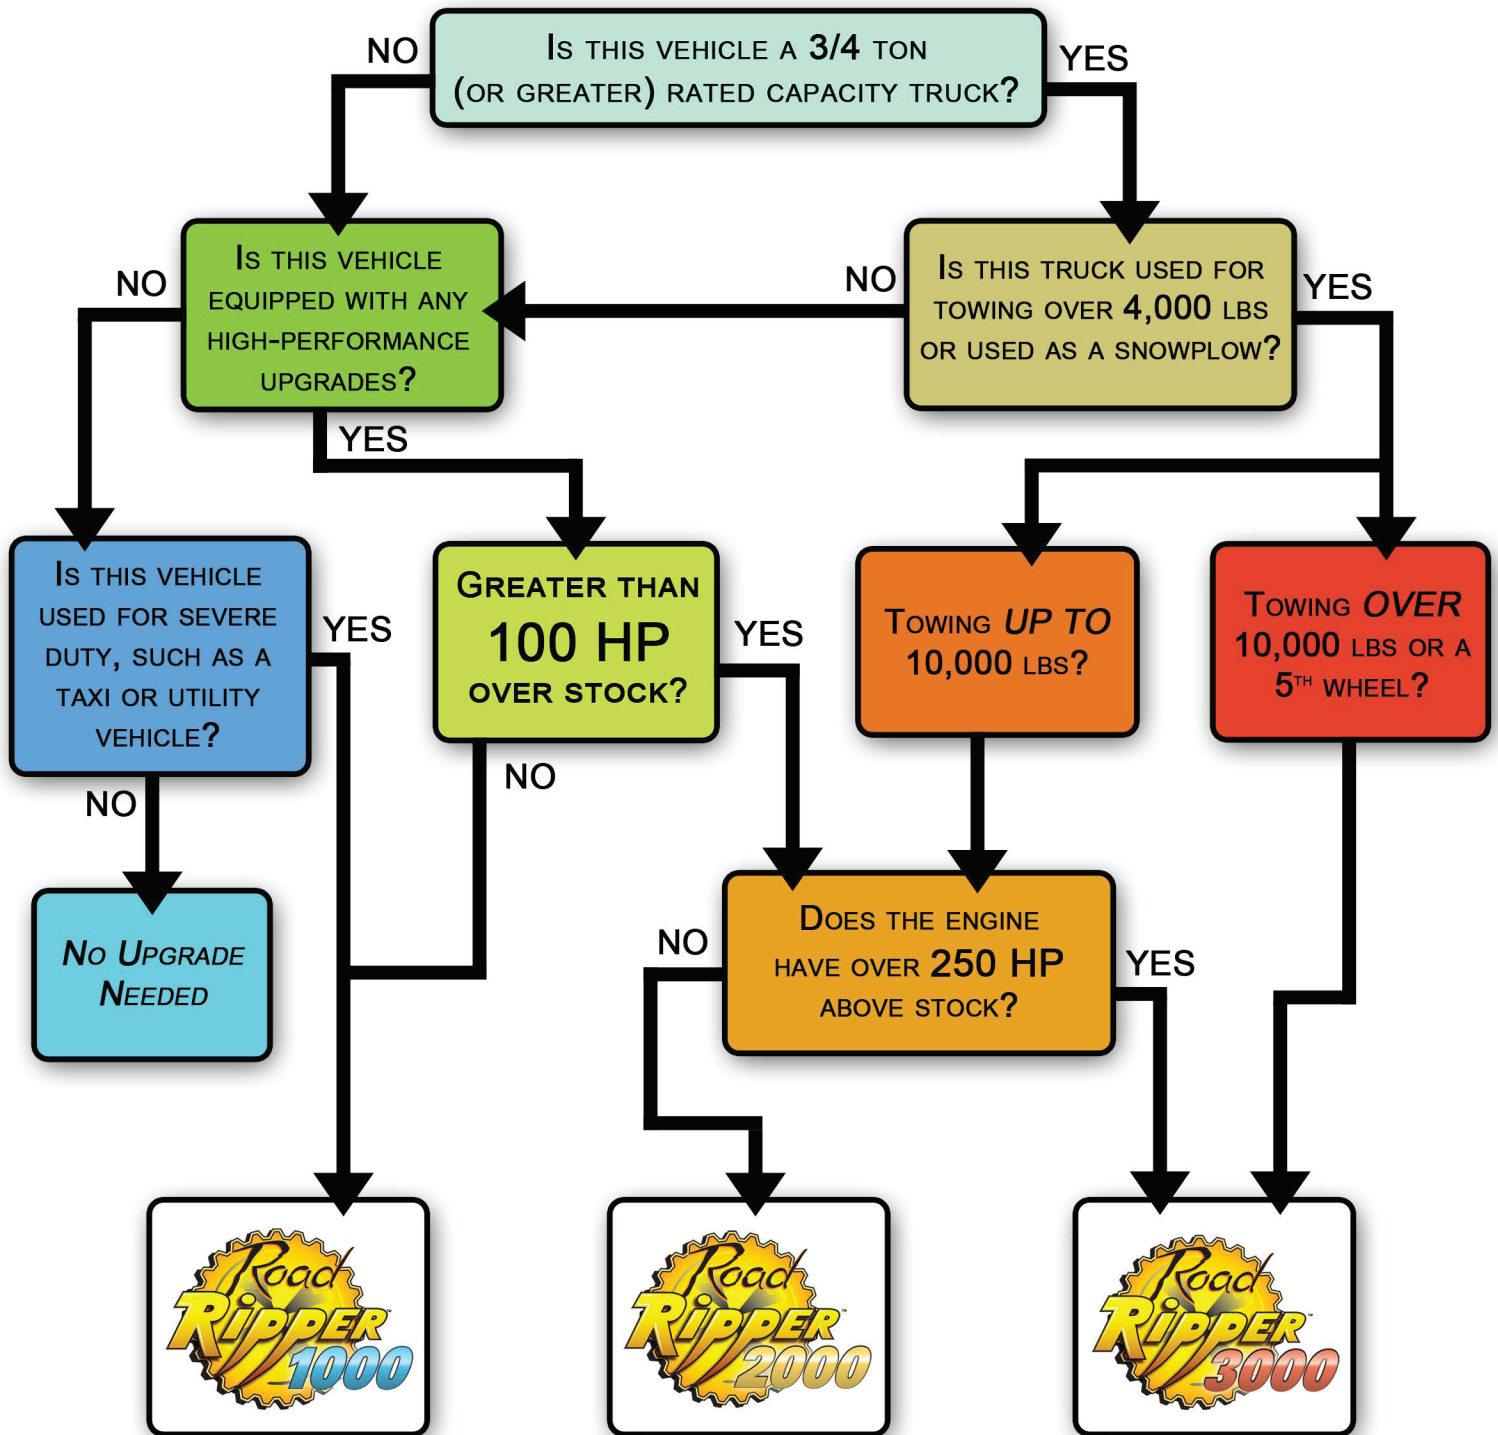 Is this vehicle a 3/4 ton
(or greater) rated capacity truck?
NO
YES
Is this vehicle
equipped with any
high-performance
upgrades?
NO
YES
Is this truck used for
towing over 4,000 lbs
or used as a snowplow?
NO
YES
Is this vehicle
used for severe
duty, such as a
taxi or utility
vehicle?
YES
NO
Greater than
100 HP
over stock?
YES
NO
Towing UP TO
10,000 lbs?
Towing OVER
10,000 lbs or a
5th wheel?
No Upgrade
Needed
Does the engine
have over 250 HP
above stock?
NO
YES
Road
Ripper™
1000
Road
Ripper™
2000
Road
Ripper™
3000